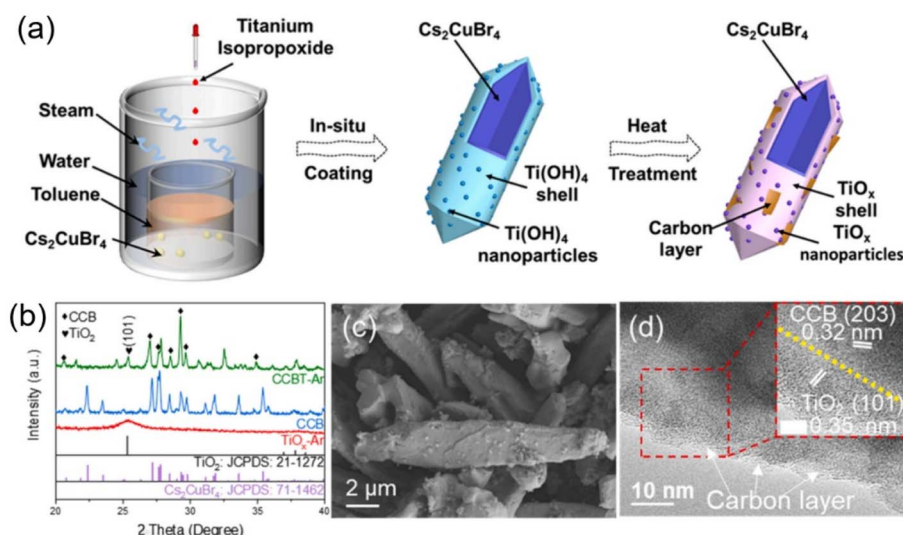 (a)
Titanium
Isopropoxide
Steam
Water
Toluene
Cs₂CuBr₄
In-situ
Coating
Cs₂CuBr₄
Ti(OH)₄
shell
Ti(OH)₄
nanoparticles
Heat
Treatment
Cs₂CuBr₄
Carbon
layer
TiOₓ
shell
TiOₓ
nanoparticles
(b)
♦ CCB
♥ TiO₂
(101)
CCBT-Ar
CCB
TiOₓ-Ar
TiO₂: JCPDS: 21-1272
Cs₂CuBr₄: JCPDS: 71-1462
Intensity (a.u.)
20 25 30 35 40
2 Theta (Degree)
(c)
2 μm
(d)
CCB (203)
0.32 nm
TiO₂ (101)
0.35 nm
10 nm
Carbon layer